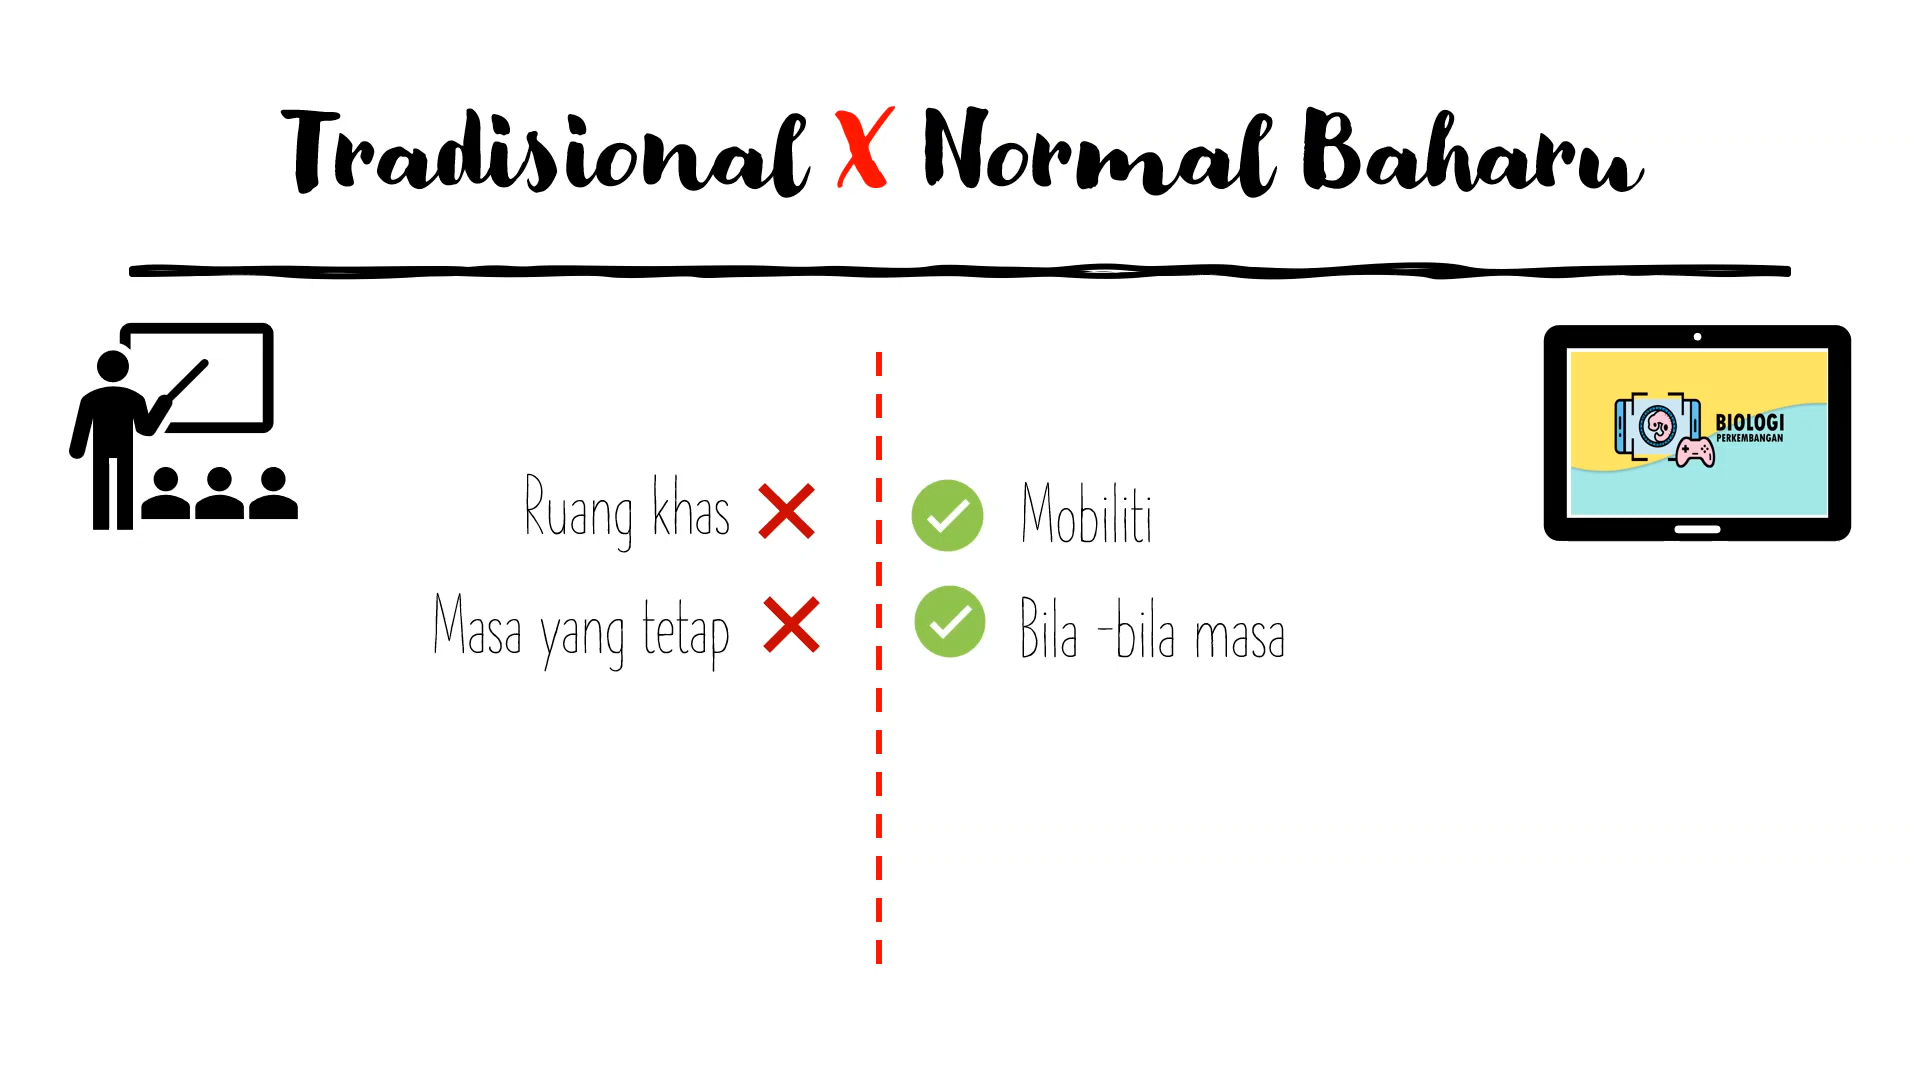 Tradisional X Normal Baharu
BIOLOGI
PERKEMBANGAN
Ruang khas
Mobiliti
Masa yang tetap
Bila -bila masa